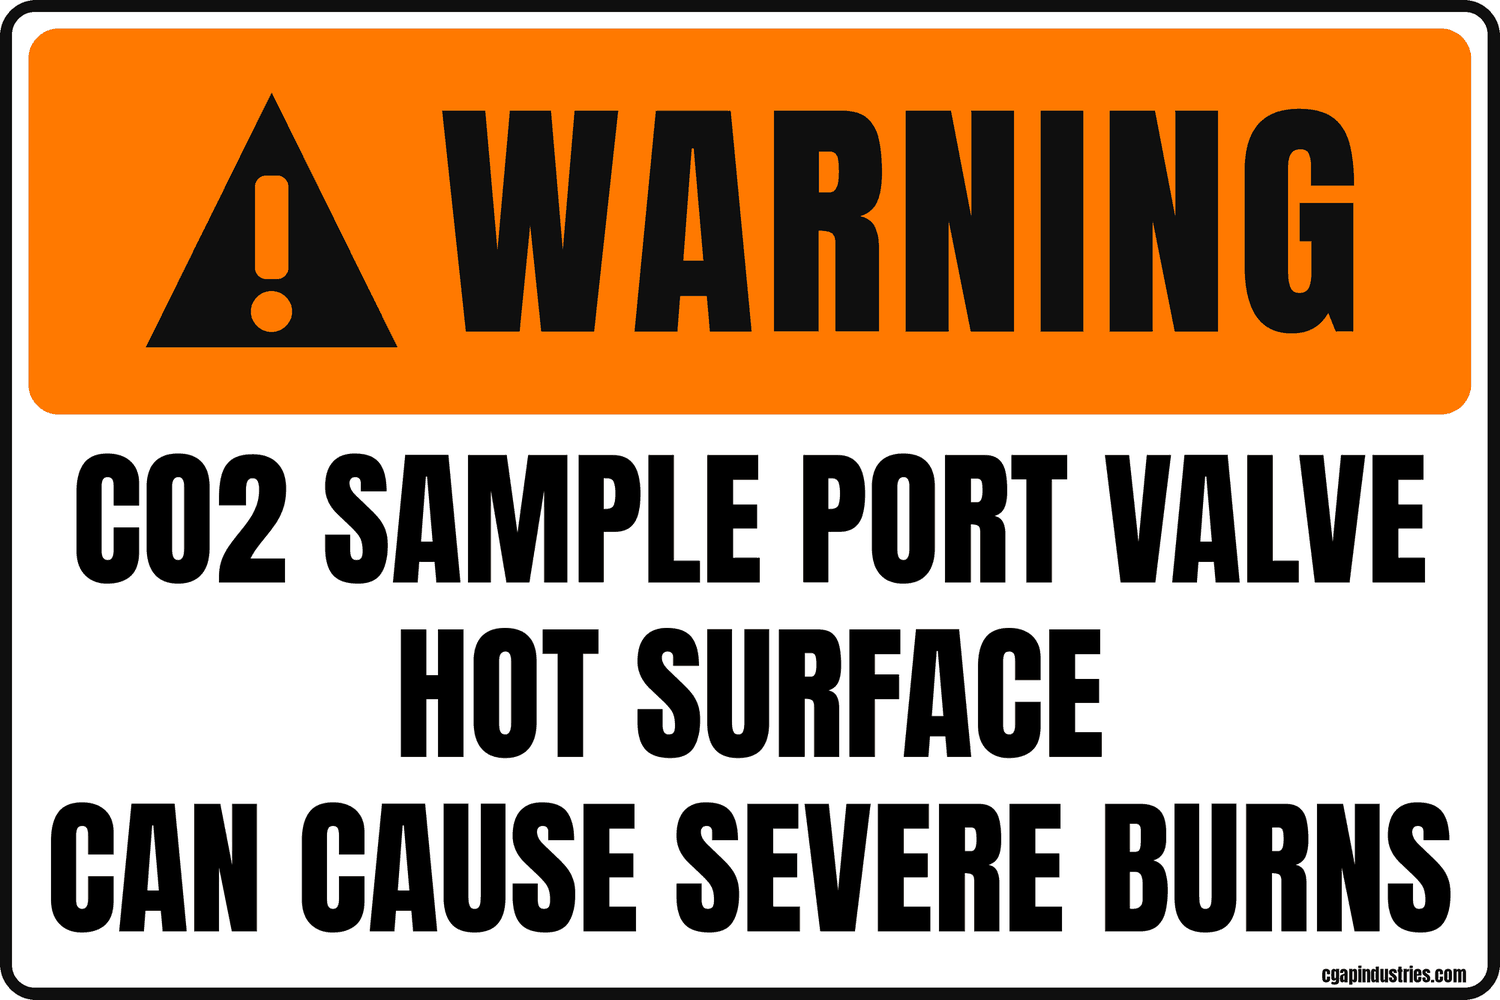 WARNING
CO2 SAMPLE PORT VALVE
HOT SURFACE
CAN CAUSE SEVERE BURNS
cgapindustries.com